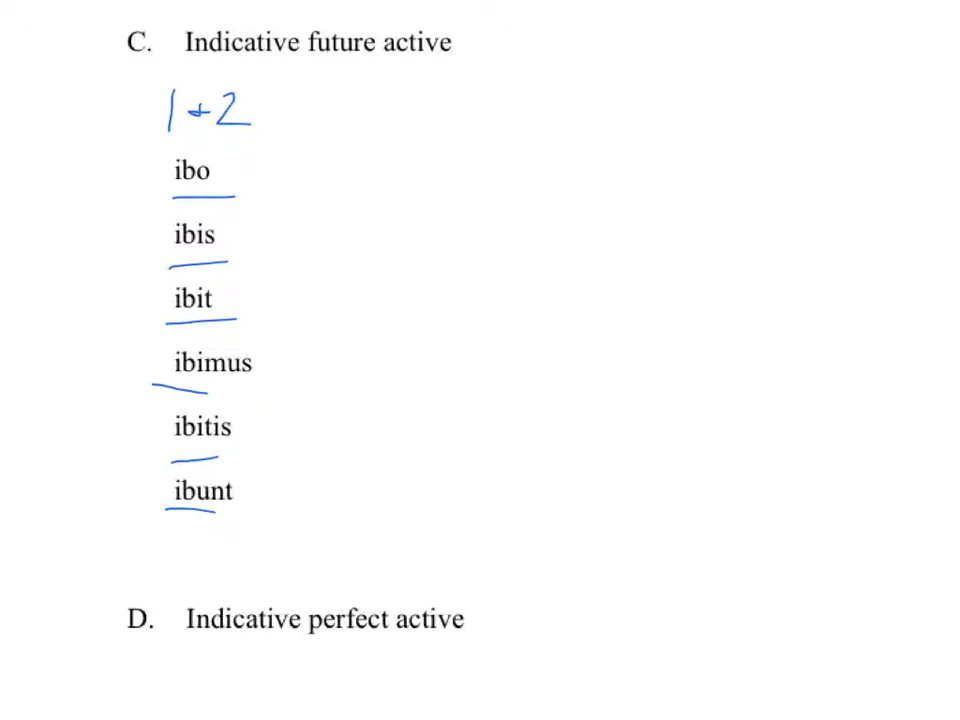 C. Indicative future active
1 + 2
ibo
ibis
ibit
ibimus
ibitis
ibunt
D. Indicative perfect active